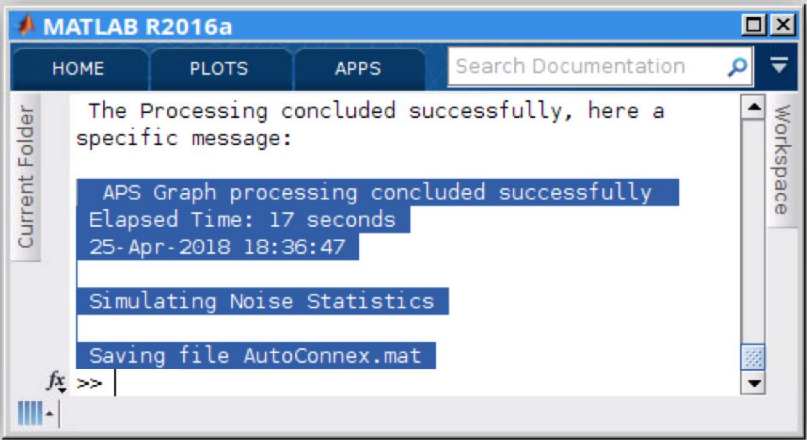 MATLAB R2016a
HOME PLOTS APPS Search Documentation
Current Folder
Workspace
The Processing concluded successfully, here a
specific message:
APS Graph processing concluded successfully
Elapsed Time: 17 seconds
25-Apr-2018 18:36:47
Simulating Noise Statistics
Saving file AutoConnex.mat
fx >>